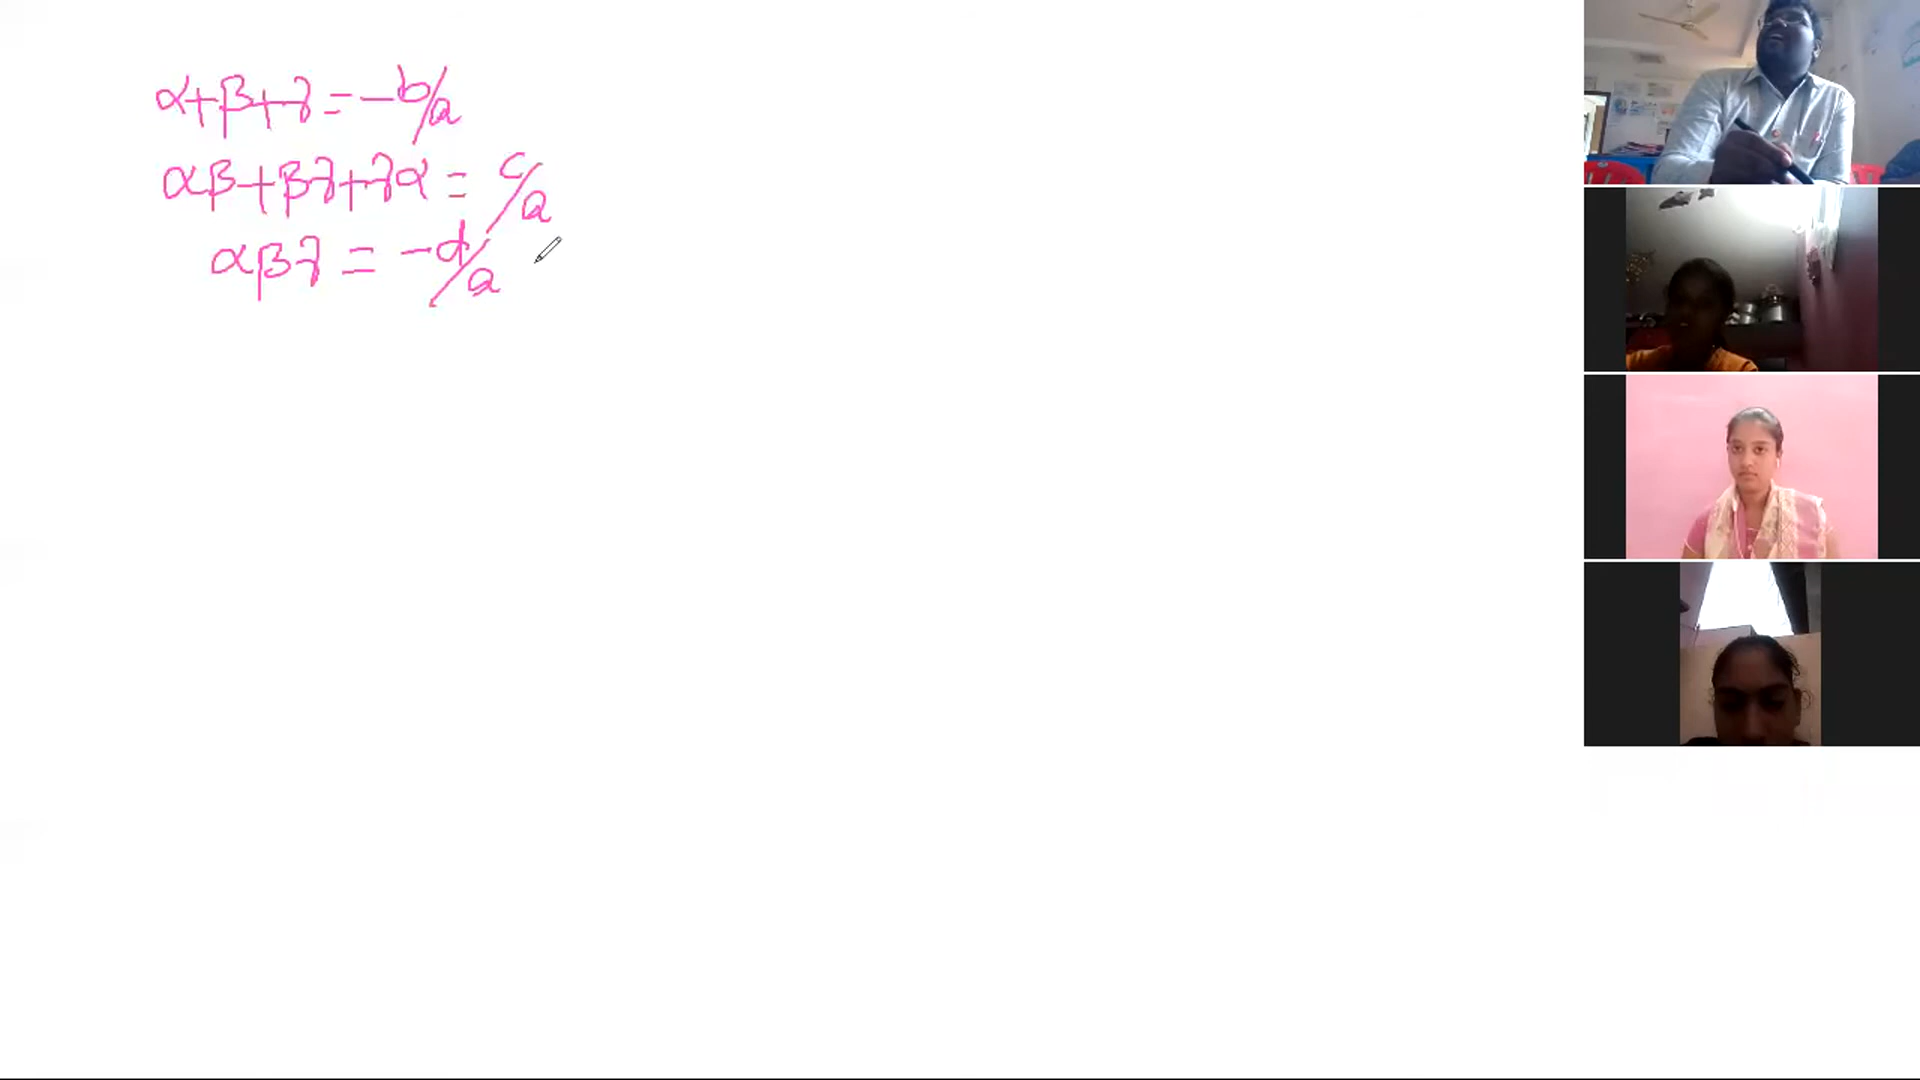 α+β+γ = -b/a
αβ+βγ+γα = c/a
αβγ = -d/a